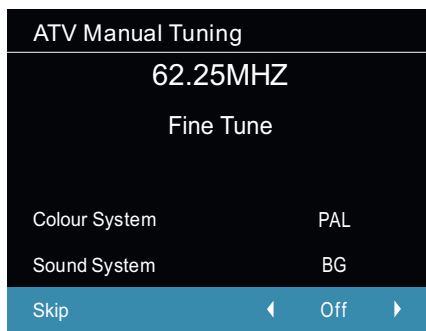 ATV Manual Tuning
62.25MHZ
Fine Tune
Colour System PAL
Sound System BG
Skip Off